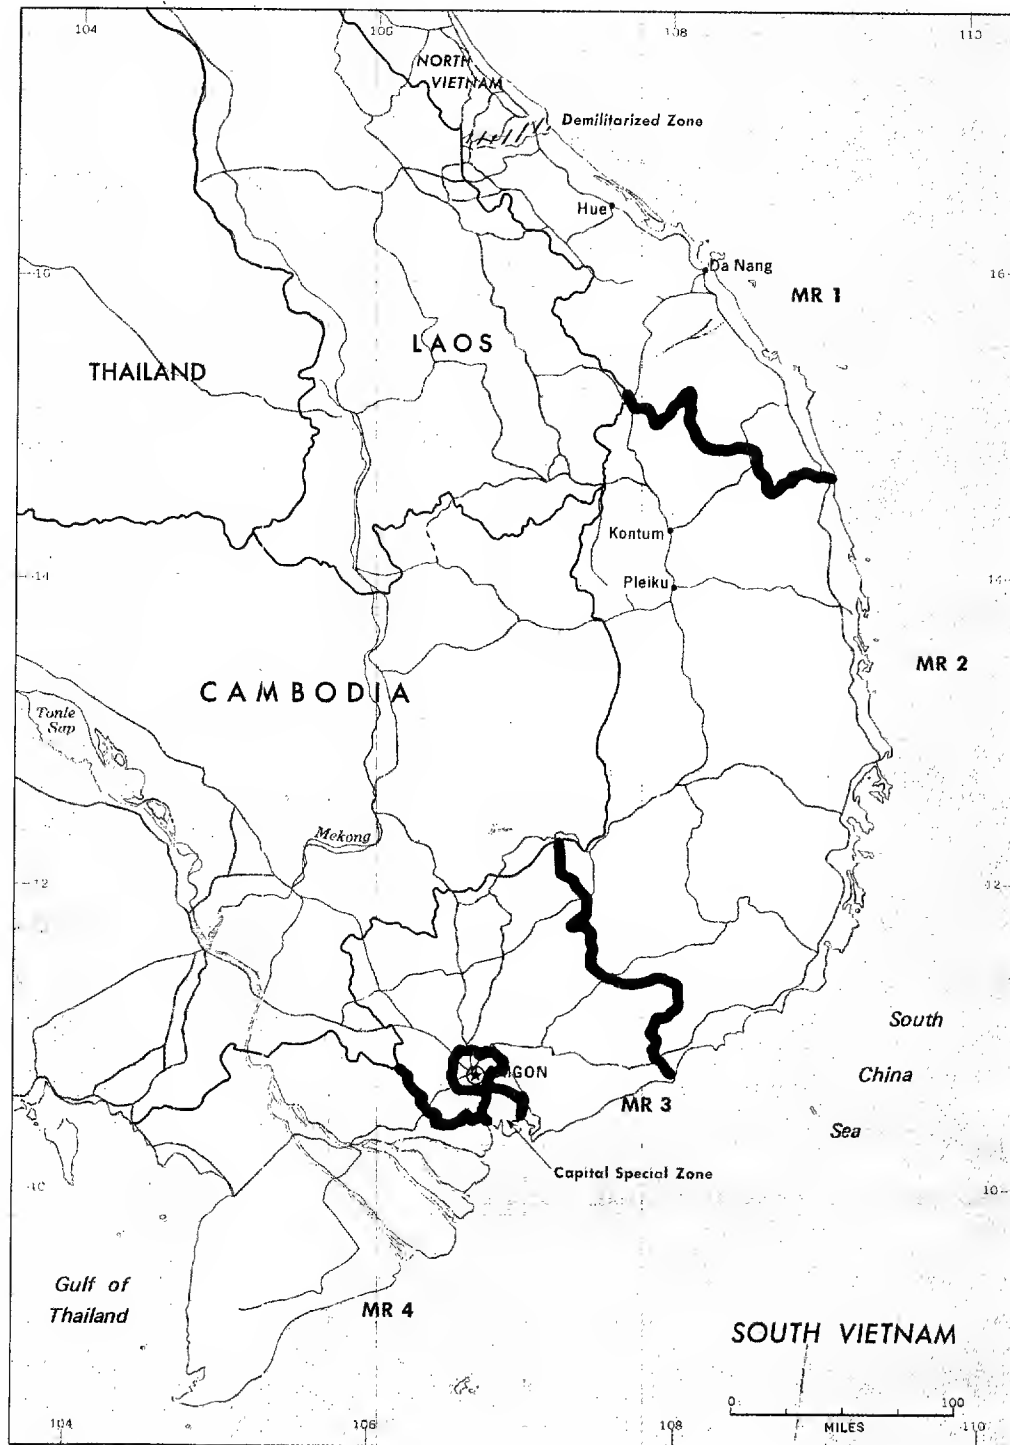 104
106
108
110
NORTH
VIETNAM
Demilitarized Zone
Hue
Da Nang
16
16
MR 1
LAOS
THAILAND
Kontum
14
Pleiku
14
MR 2
CAMBODIA
Tonle
Sap
Mekong
12
12
South
China
Sea
MR 3
Capital Special Zone
10
10
Gulf of
Thailand
MR 4
SOUTH VIETNAM
0
100
MILES
104
106
108
110